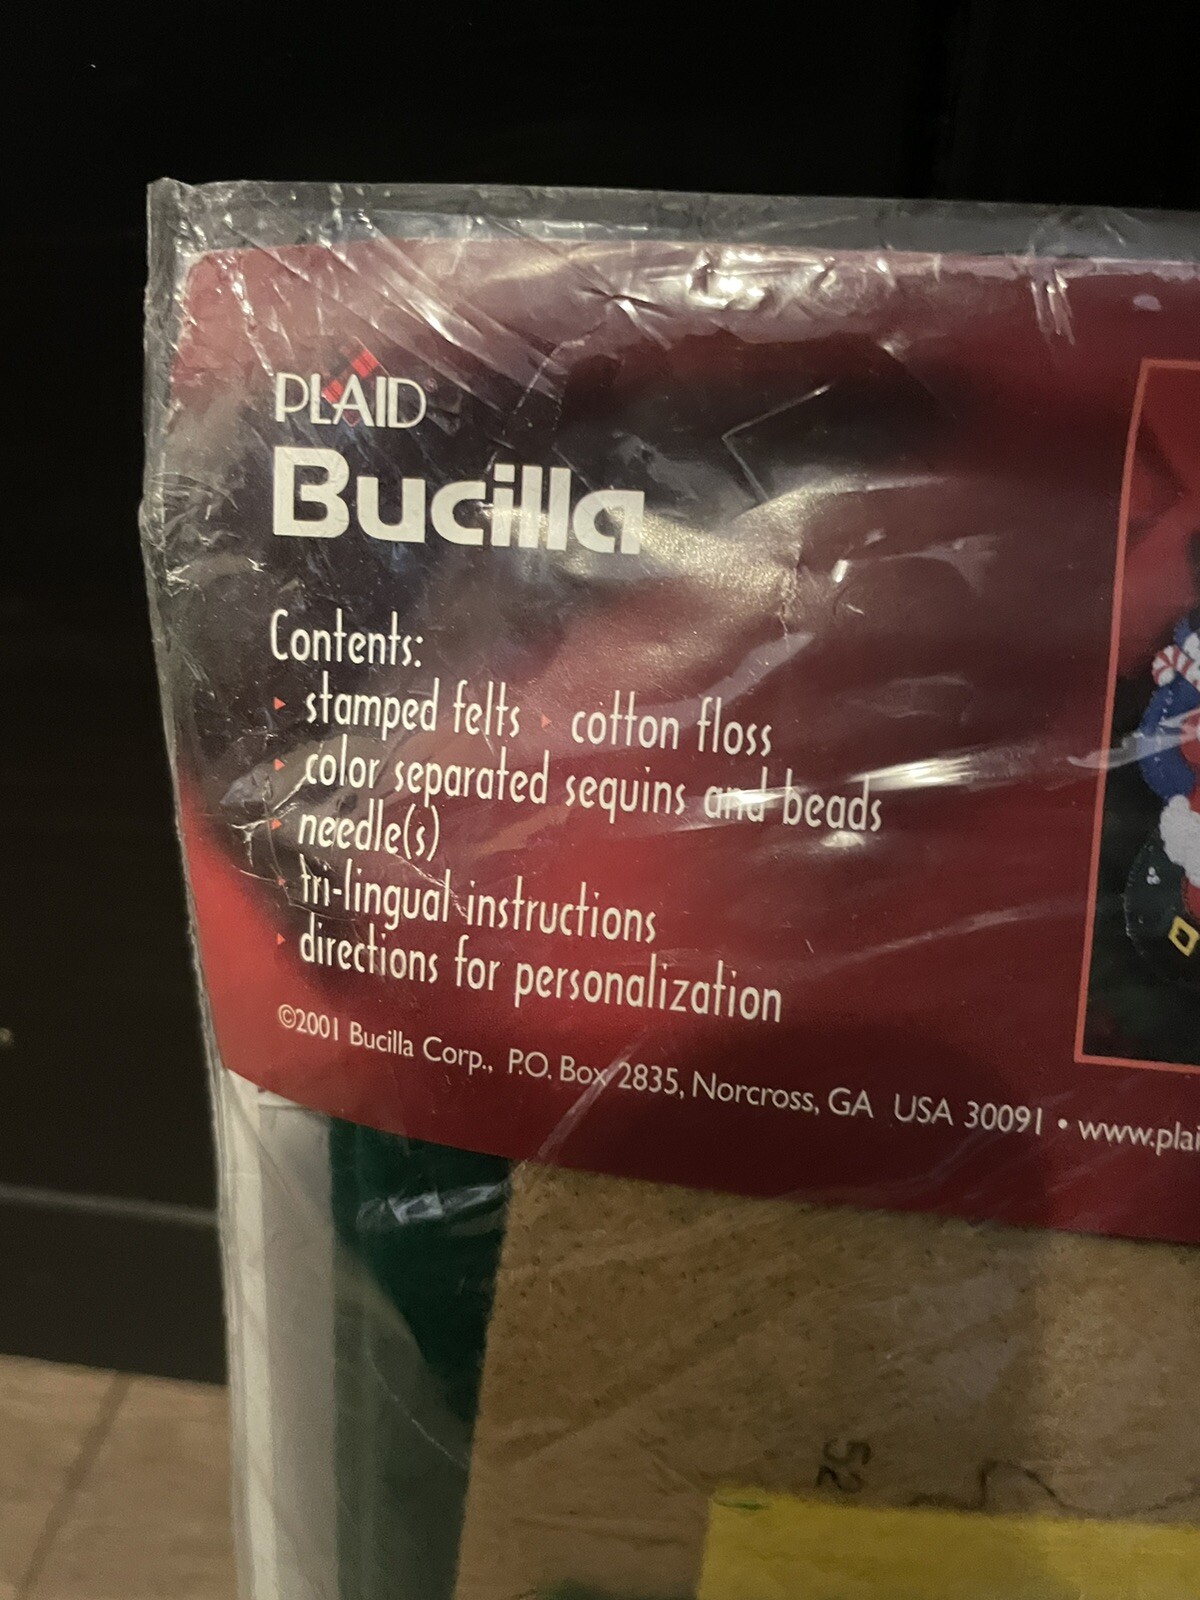 PLAID®
Bucilla
Contents:
▸ stamped felts ▸ cotton floss
▸ color separated sequins and beads
▸ needle(s)
▸ tri-lingual instructions
▸ directions for personalization
©2001 Bucilla Corp., P.O. Box 2835, Norcross, GA USA 30091 • www.plai
52